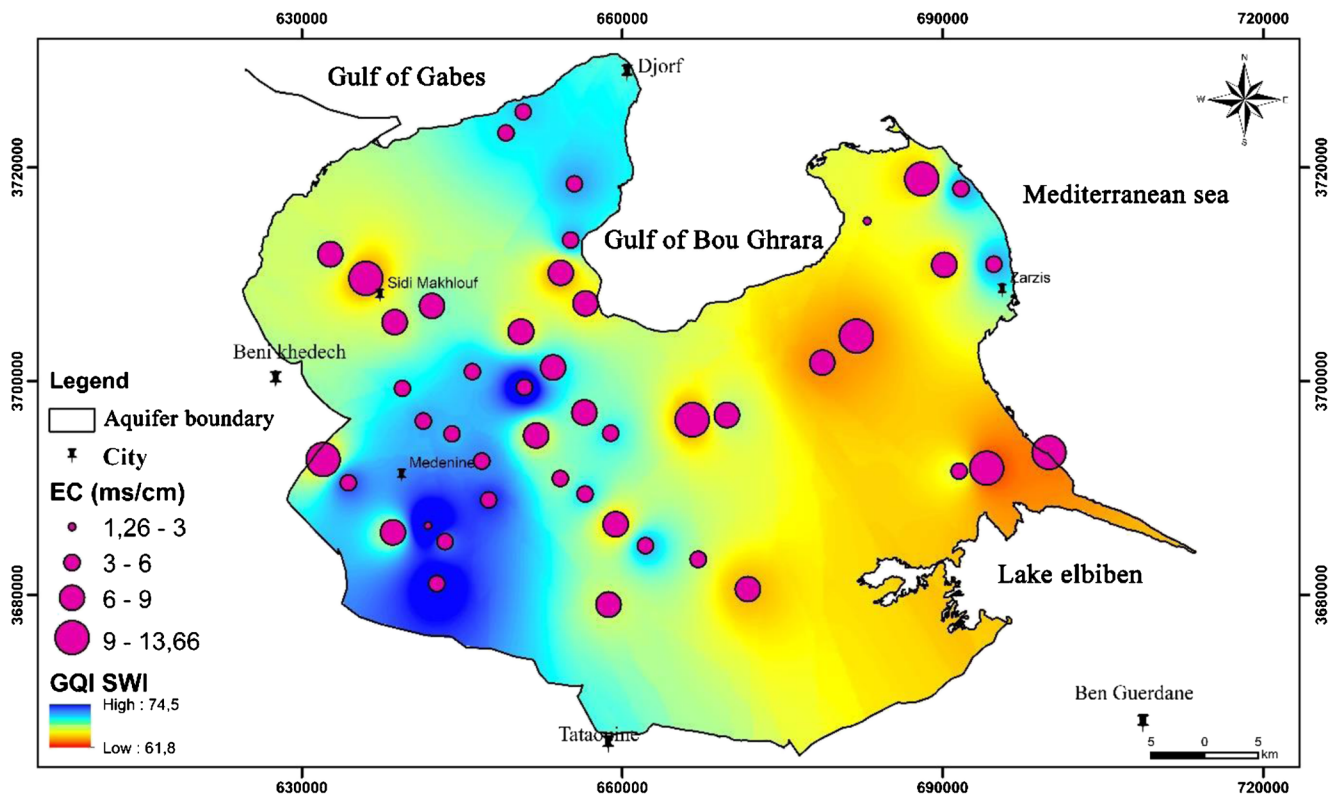 630000 660000 690000 720000
Gulf of Gabes
Djorf
N
W E
S
3720000 3720000
Mediterranean sea
Gulf of Bou Ghrara
Sidi Makhlouf
Zarzis
Beni khedech
3700000 3700000
Legend
Aquifer boundary
City
Medenine
EC (ms/cm)
1,26 - 3
3 - 6
6 - 9
9 - 13,66
Lake elbiben
3680000 3680000
GQI SWI
High : 74,5
Low : 61,8
Ben Guerdane
Tataouine
5 0 5
km
630000 660000 690000 720000